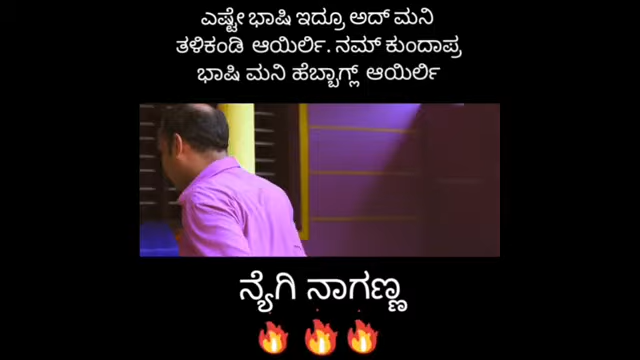 ಎಷ್ಟೇ ಭಾಷಿ ಇದ್ರೂ ಅದ್ ಮನಿ
ತಳಿಕಂಡಿ ಆಯಿರ್ಲಿ. ನಮ್ ಕುಂದಾಪ್ರ
ಭಾಷಿ ಮನಿ ಹೆಬ್ಬಾಗ್ಲ್ ಆಯಿರ್ಲಿ
ನ್ಯೆಗಿ ನಾಗಣ್ಣ